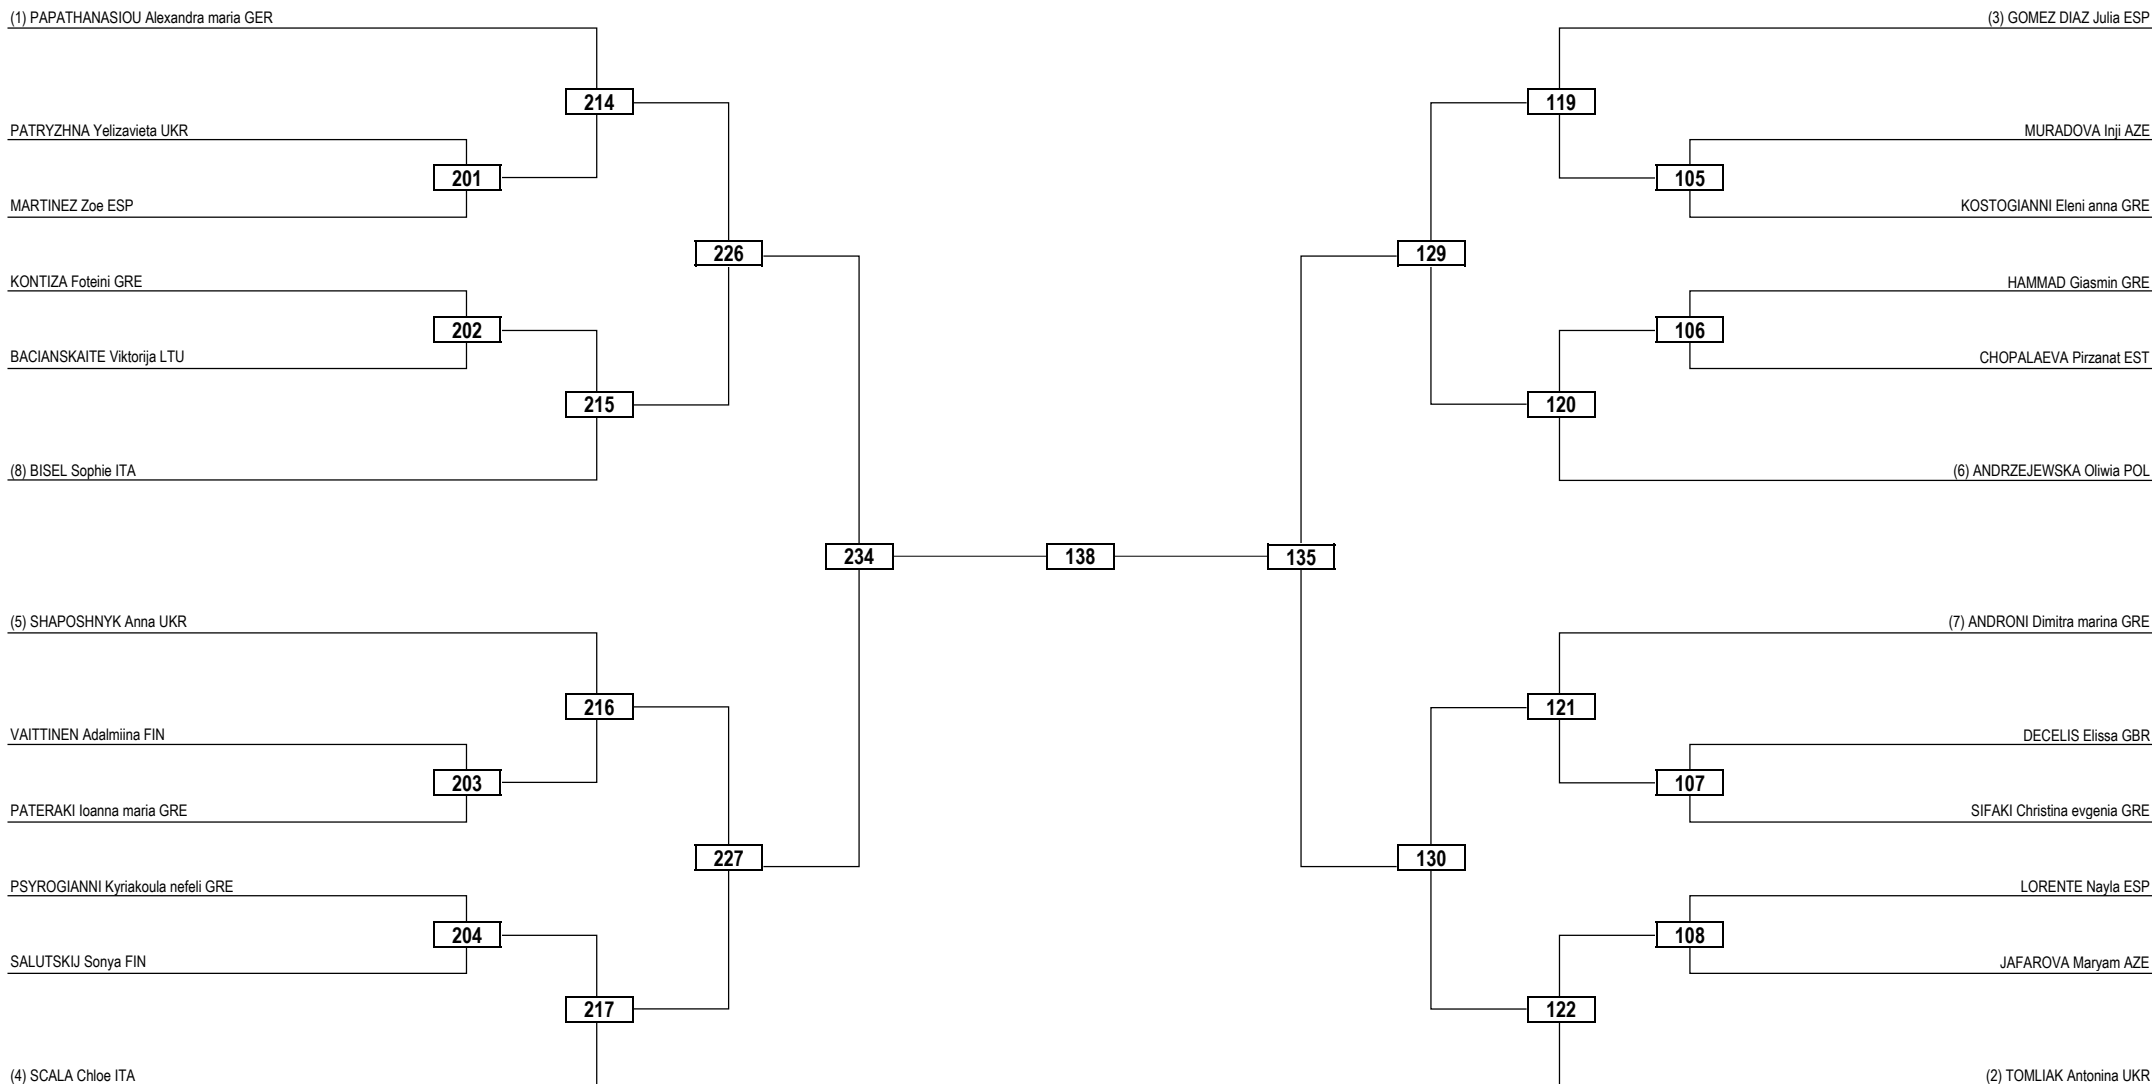 (1) PAPATHANASIOU Alexandra maria GER
(3) GOMEZ DIAZ Julia ESP
214
119
PATRYZHNA Yelizavieta UKR
MURADOVA Inji AZE
201
105
MARTINEZ Zoe ESP
KOSTOGIANNI Eleni anna GRE
226
129
KONTIZA Foteini GRE
HAMMAD Giasmin GRE
202
106
BACIANSKAITE Viktorija LTU
CHOPALAEVA Pirzanat EST
215
120
(8) BISEL Sophie ITA
(6) ANDRZEJEWSKA Oliwia POL
234
138
135
(5) SHAPOSHNYK Anna UKR
(7) ANDRONI Dimitra marina GRE
216
121
VAITTINEN Adalmiina FIN
DECELIS Elissa GBR
203
107
PATERAKI Ioanna maria GRE
SIFAKI Christina evgenia GRE
227
130
PSYROGIANNI Kyriakoula nefeli GRE
LORENTE Nayla ESP
204
108
SALUTSKIJ Sonya FIN
JAFAROVA Maryam AZE
217
122
(4) SCALA Chloe ITA
(2) TOMLIAK Antonina UKR